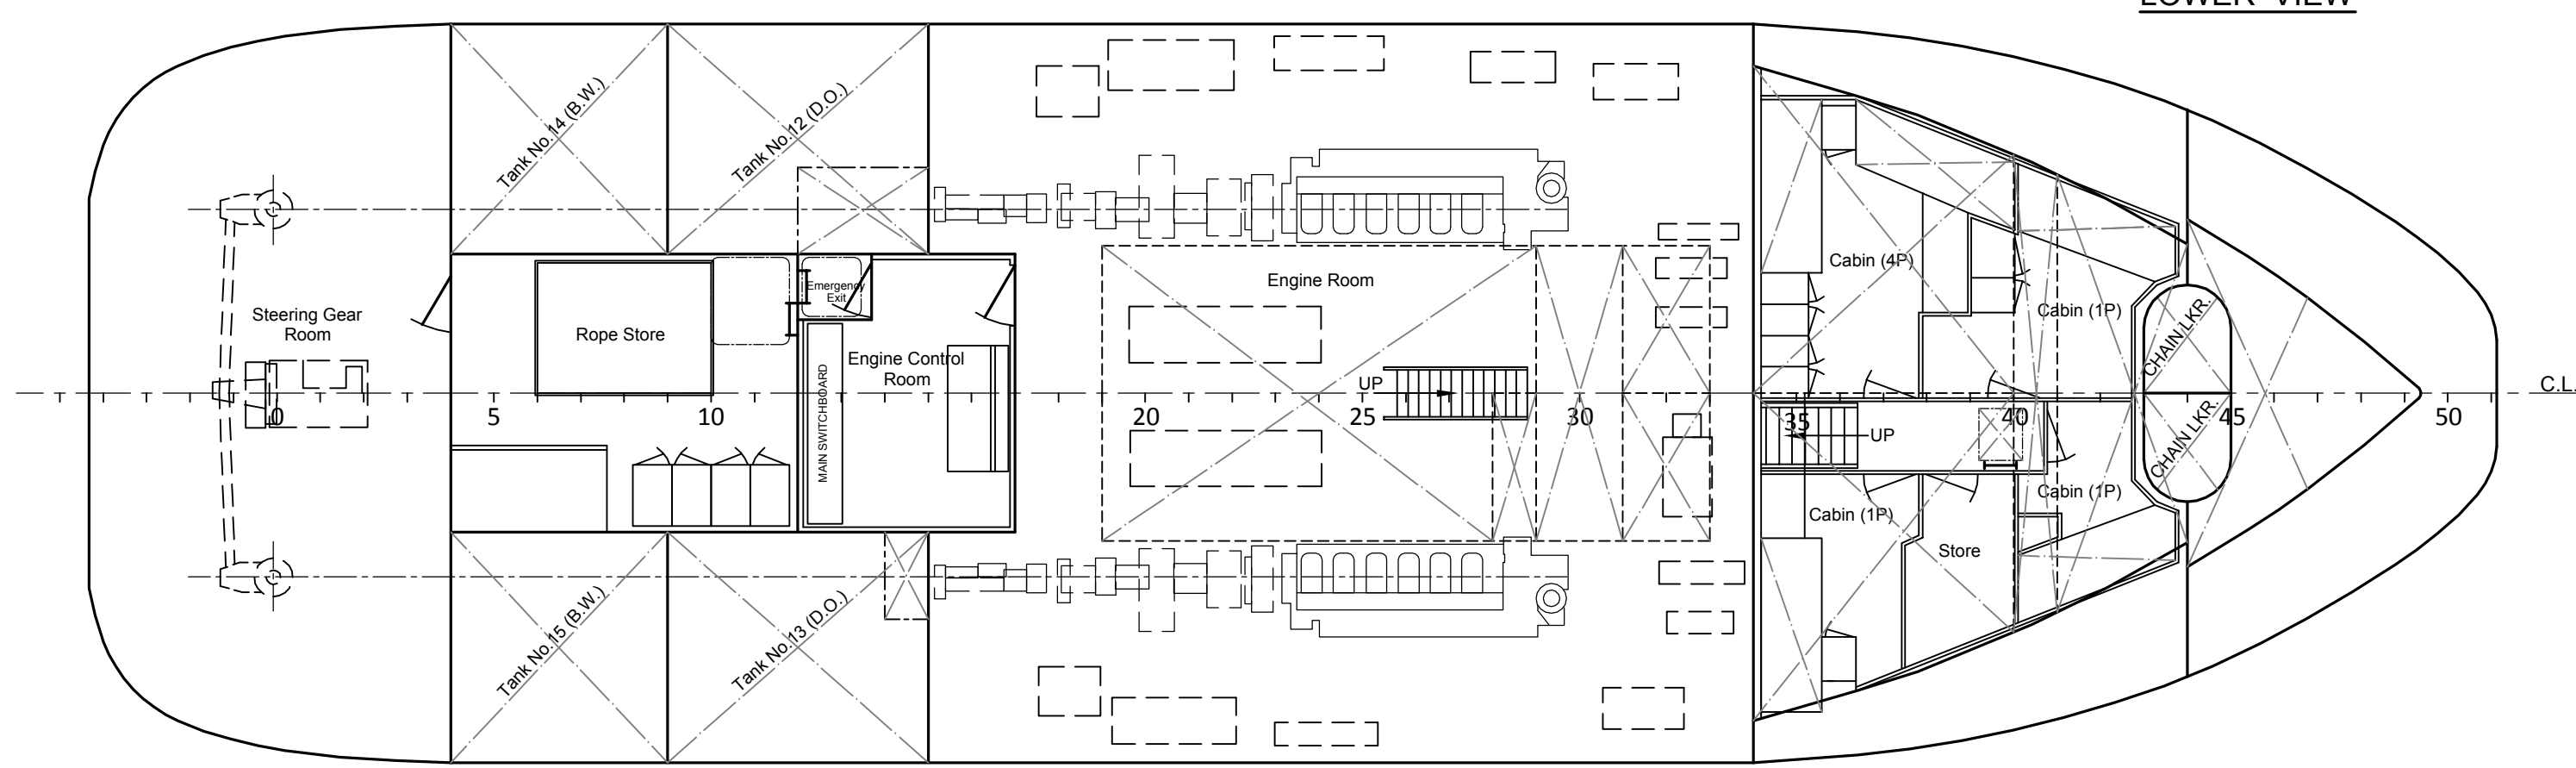 LOWER VIEW
Tank No.14 (B.W.)
Tank No.12 (D.O.)
Steering Gear
Room
Rope Store
Emergency
Exit
MAIN SWITCHBOARD
Engine Control
Room
Engine Room
UP
Cabin (4P)
Cabin (1P)
CHAIN LKR.
C.L.
0
5
10
20
25
30
35
40
45
50
UP
CHAIN LKR.
Cabin (1P)
Cabin (1P)
Store
Tank No.15 (B.W.)
Tank No.13 (D.O.)